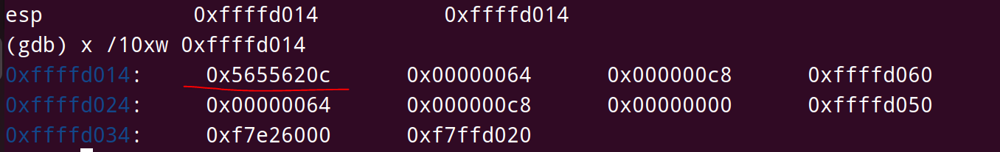 esp 0xffffd014 0xffffd014
(gdb) x /10xw 0xffffd014
0xffffd014: 0x5655620c 0x00000064 0x000000c8 0xffffd060
0xffffd024: 0x00000064 0x000000c8 0x00000000 0xffffd050
0xffffd034: 0xf7e26000 0xf7ffd020